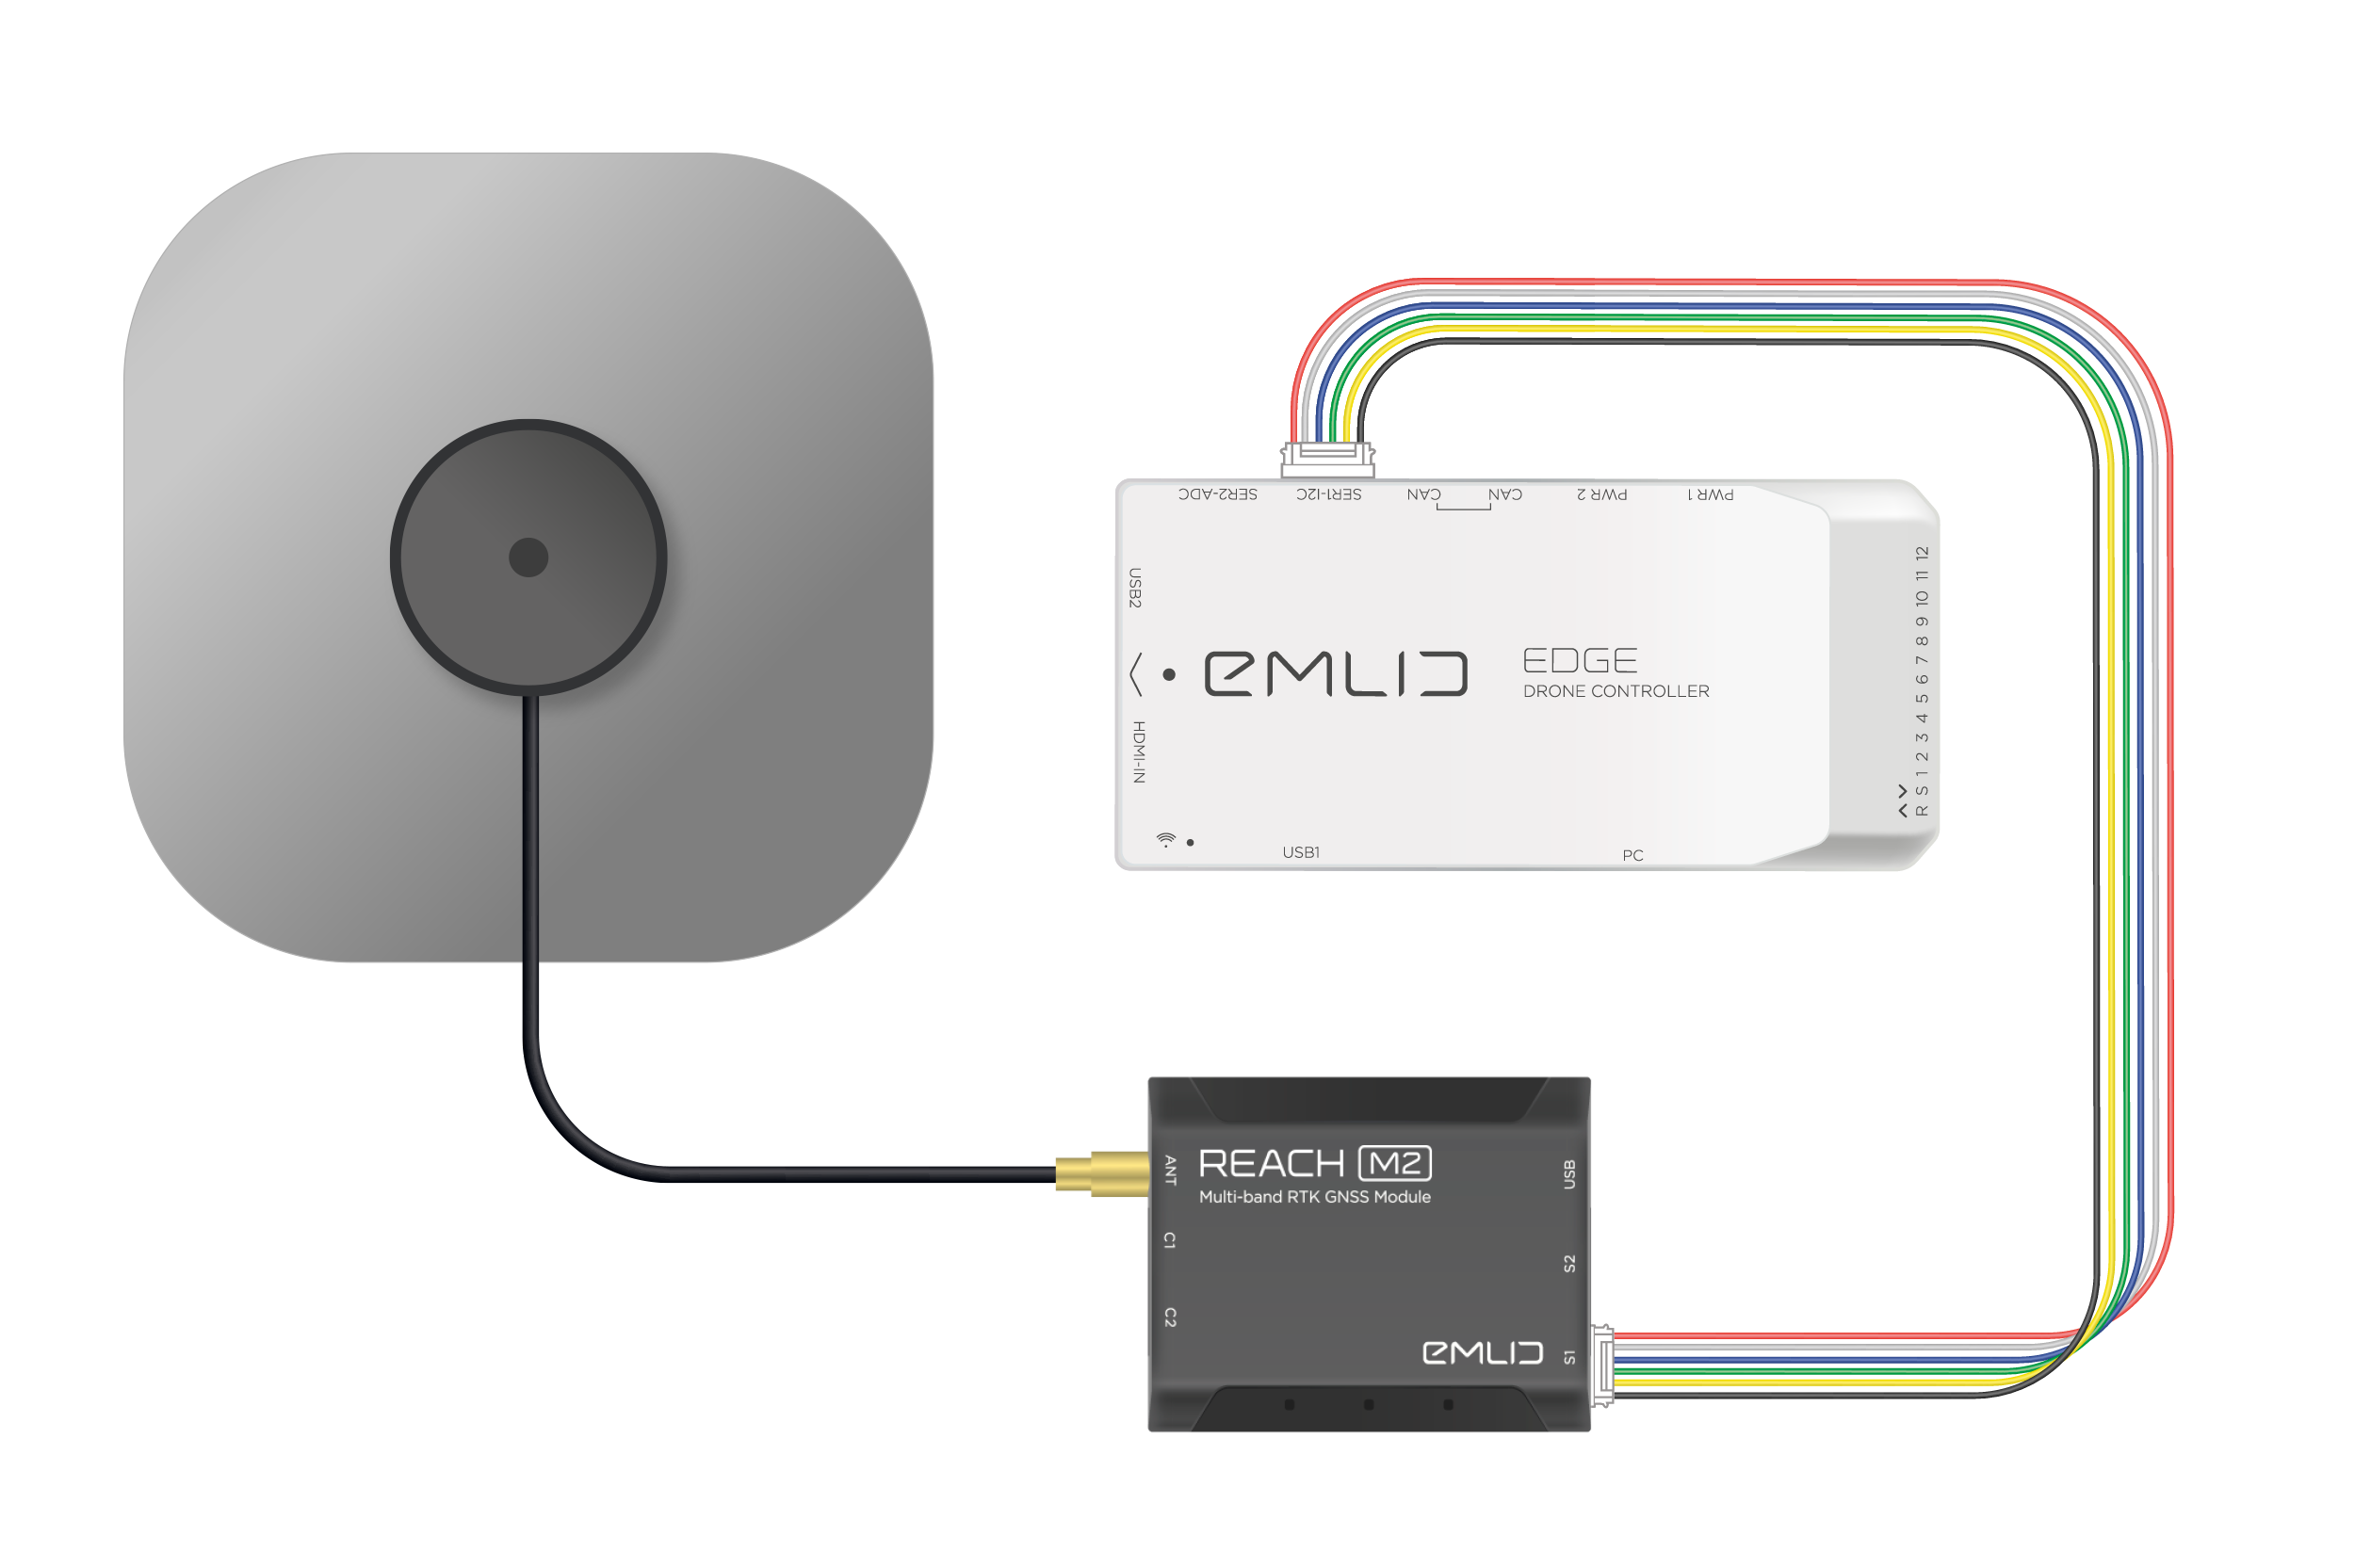 SER2-ADC
SER1-I2C
CAN
CAN
PWR 2
PWR 1
USB2
HDMI-IN
EMLID
EDGE
DRONE CONTROLLER
R S 1 2 3 4 5 6 7 8 9 10 11 12
USB1
PC
ANT
C1
C2
REACH M2
Multi-band RTK GNSS Module
EMLID
USB
S2
S1